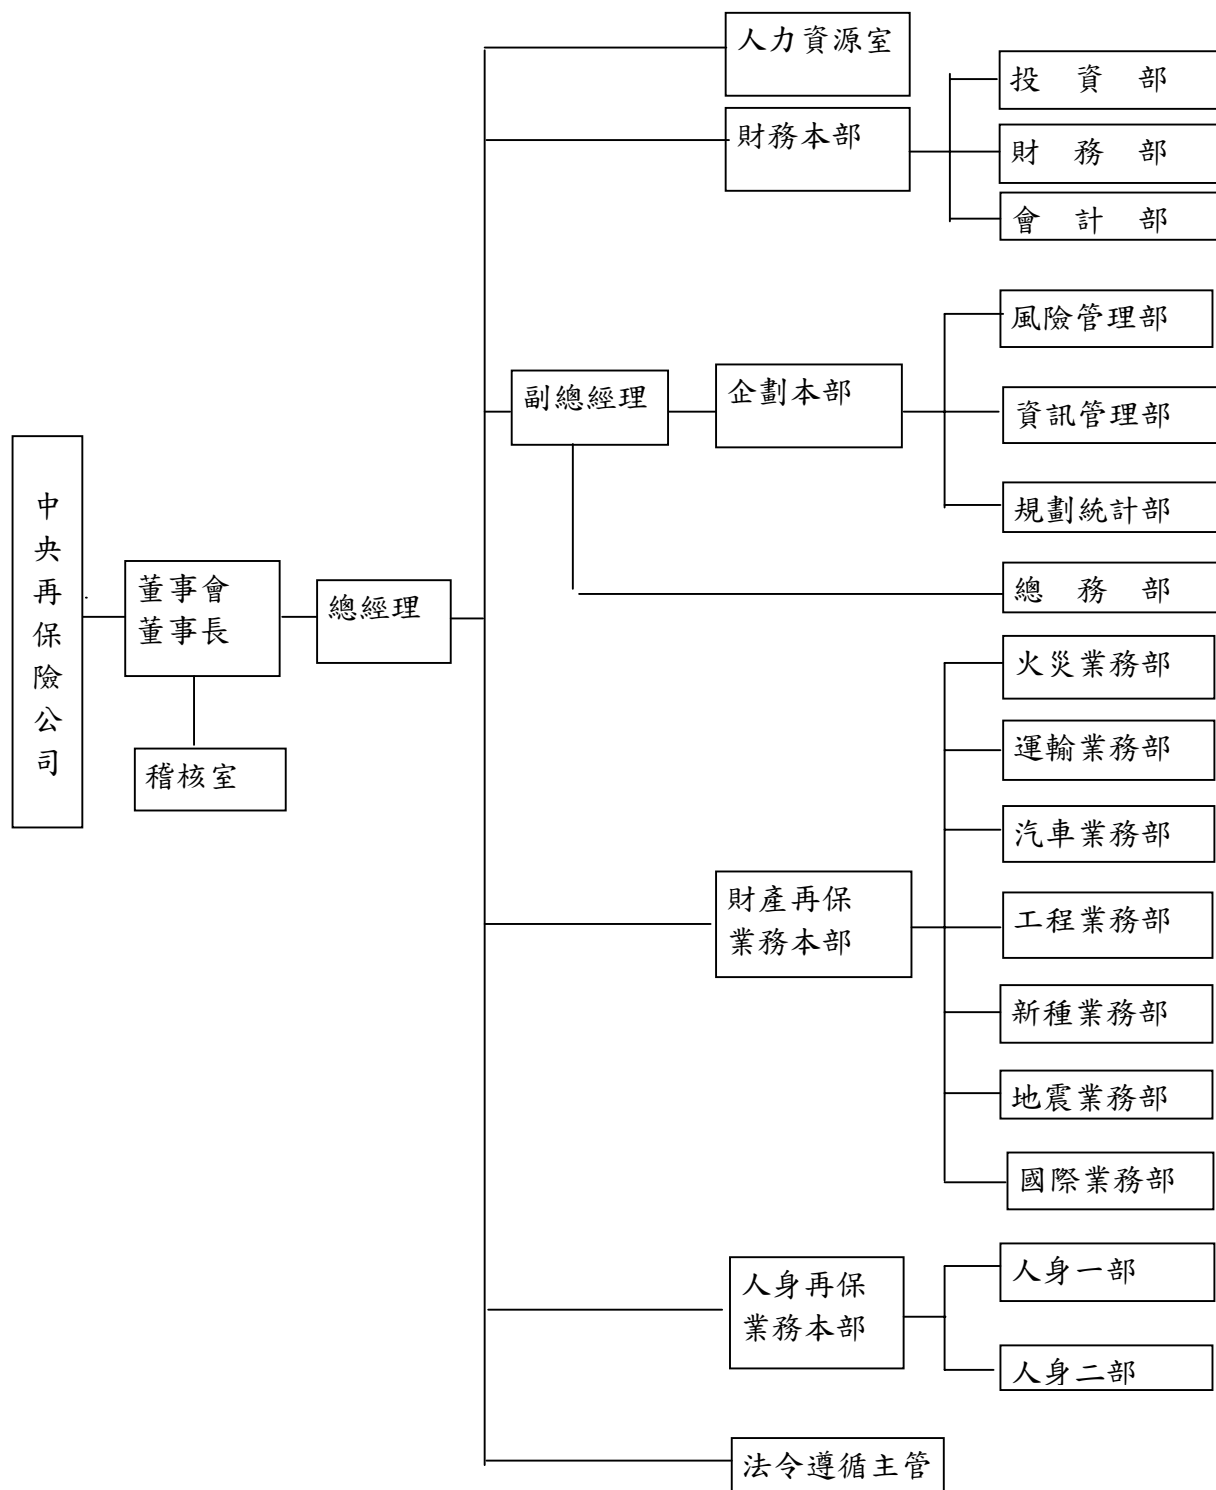 中央再保險公司
董事會
董事長
稽核室
總經理
人力資源室
財務本部
投資部
財務部
會計部
副總經理
企劃本部
風險管理部
資訊管理部
規劃統計部
總務部
財產再保
業務本部
火災業務部
運輸業務部
汽車業務部
工程業務部
新種業務部
地震業務部
國際業務部
人身再保
業務本部
人身一部
人身二部
法令遵循主管